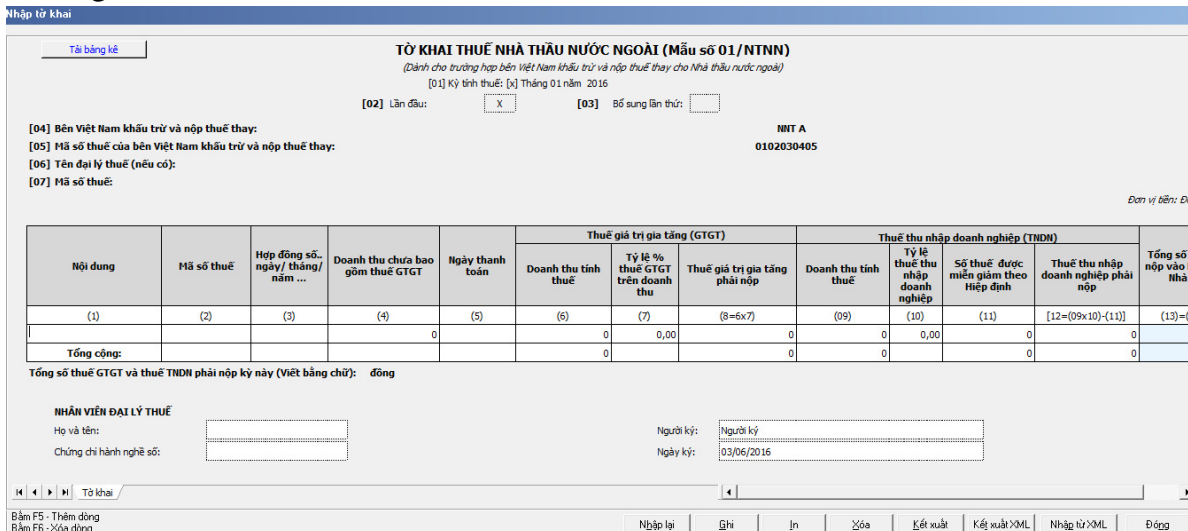 Nhập tờ khai
Tải bảng kê
TỜ KHAI THUẾ NHÀ THẦU NƯỚC NGOÀI (Mẫu số 01/NTNN)
(Dành cho trường hợp bên Việt Nam khấu trừ và nộp thuế thay cho Nhà thầu nước ngoài)
[01] Kỳ tính thuế: [x] Tháng 01 năm 2016
[02] Lần đầu: X [03] Bổ sung lần thứ:
[04] Bên Việt Nam khấu trừ và nộp thuế thay: NNT A
[05] Mã số thuế của bên Việt Nam khấu trừ và nộp thuế thay: 0102030405
[06] Tên đại lý thuế (nếu có):
[07] Mã số thuế:
Đơn vị tiền:
Thuế giá trị gia tăng (GTGT) Thuế thu nhập doanh nghiệp (TNDN)
Nội dung Mã số thuế Hợp đồng số.. ngày/ tháng/ năm ... Doanh thu chưa bao gồm thuế GTGT Ngày thanh toán Doanh thu tính thuế Tỷ lệ % thuế GTGT trên doanh thu Thuế giá trị gia tăng phải nộp Doanh thu tính thuế Tỷ lệ thuế thu nhập doanh nghiệp Số thuế được miễn giảm theo Hiệp định Thuế thu nhập doanh nghiệp phải nộp Tổng số nộp vào Nhà
(1) (2) (3) (4) (5) (6) (7) (8=6x7) (09) (10) (11) [12=(09x10)-(11)] (13)=(
0 0 0,00 0 0 0,00 0 0
Tổng cộng: 0 0 0 0 0
Tổng số thuế GTGT và thuế TNDN phải nộp kỳ này (Viết bằng chữ): đồng
NHÂN VIÊN ĐẠI LÝ THUẾ
Họ và tên: Người ký: Người ký
Chứng chỉ hành nghề số: Ngày ký: 03/06/2016
Tờ khai
Bấm F5 - Thêm dòng
Bấm F6 - Xóa dòng
Nhập lại Ghi In Xóa Kết xuất Kết xuất XML Nhập từ XML Đóng